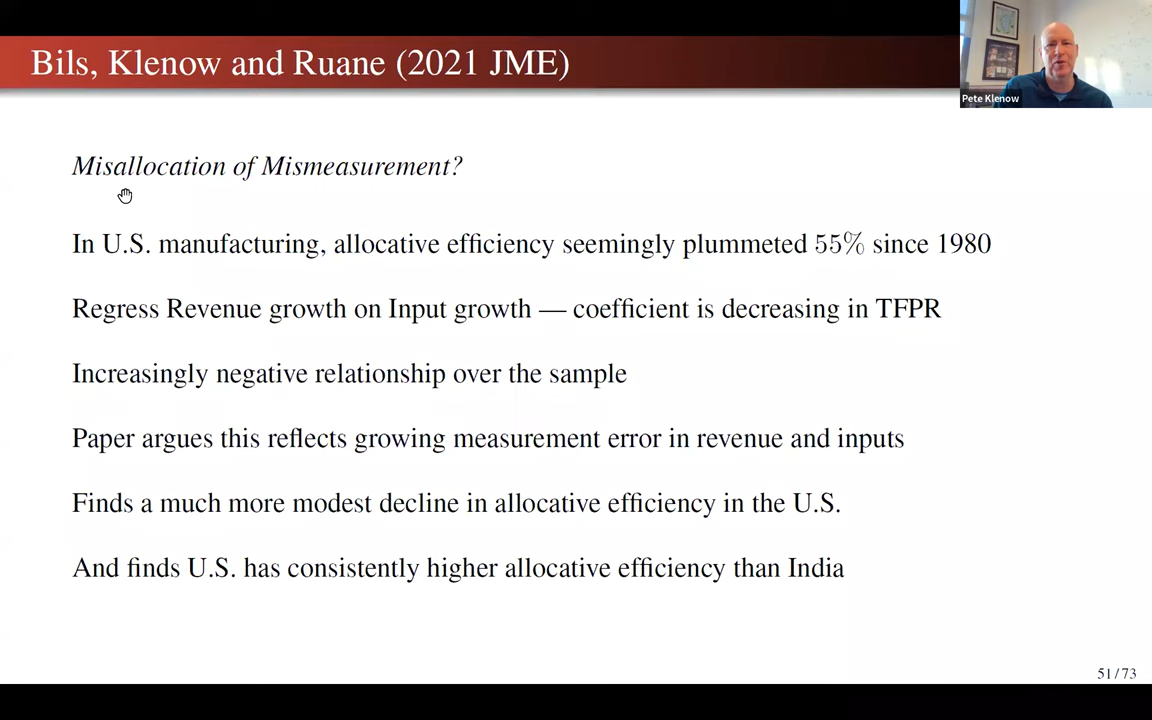 Bils, Klenow and Ruane (2021 JME)
Pete Klenow
Misallocation of Mismeasurement?
In U.S. manufacturing, allocative efficiency seemingly plummeted 55% since 1980
Regress Revenue growth on Input growth — coefficient is decreasing in TFPR
Increasingly negative relationship over the sample
Paper argues this reflects growing measurement error in revenue and inputs
Finds a much more modest decline in allocative efficiency in the U.S.
And finds U.S. has consistently higher allocative efficiency than India
51 / 73